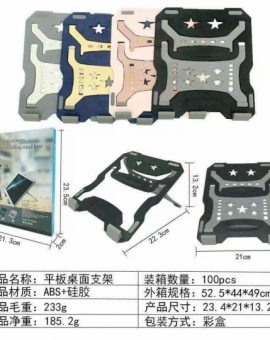 23.5cm
13.2cm
21.3cm
2cm
22.3cm
21cm
品名称：平板桌面支架
装箱数量：100pcs
品材质：ABS+硅胶
外箱规格：52.5*44*49cm
品毛重：233g
产品尺寸：23.4*21*13.2
品净重：185.2g
包装方式：彩盒